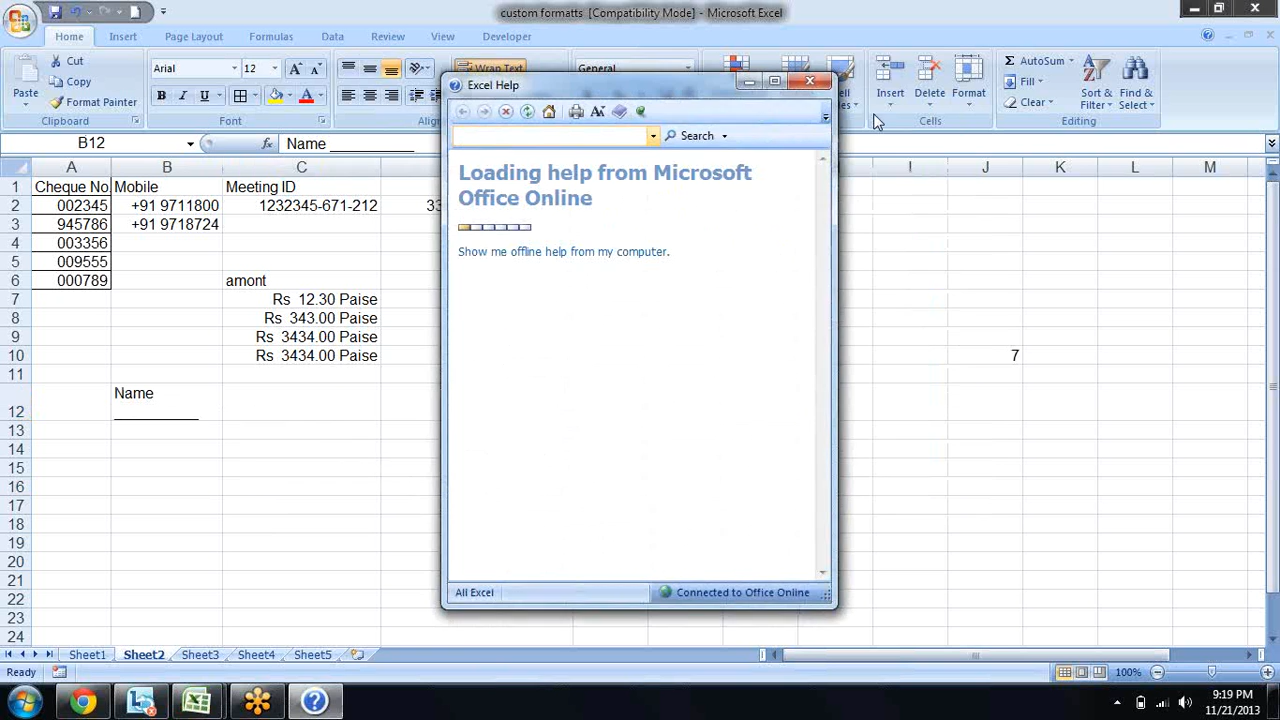 custom formatts [Compatibility Mode] - Microsoft Excel
Home Insert Page Layout Formulas Data Review View Developer
Cut
Copy
Format Painter
Paste
Clipboard
Arial 12
B I U
Font
Wrap Text
General
Insert Delete Format
Cells
AutoSum
Fill
Clear
Sort & Filter
Find & Select
Editing
B12 fx Name ___________
A B C I J K L M
1 Cheque No Mobile Meeting ID
2 002345 +91 9711800 1232345-671-212 33
3 945786 +91 9718724
4 003356
5 009555
6 000789 amont
7 Rs 12.30 Paise
8 Rs 343.00 Paise
9 Rs 3434.00 Paise
10 Rs 3434.00 Paise 7
11
12 Name
___________
13
14
15
16
17
18
19
20
21
22
23
24
Excel Help
Search
Loading help from Microsoft
Office Online
Show me offline help from my computer.
All Excel Connected to Office Online
Sheet1 Sheet2 Sheet3 Sheet4 Sheet5
Ready 100%
9:19 PM
11/21/2013